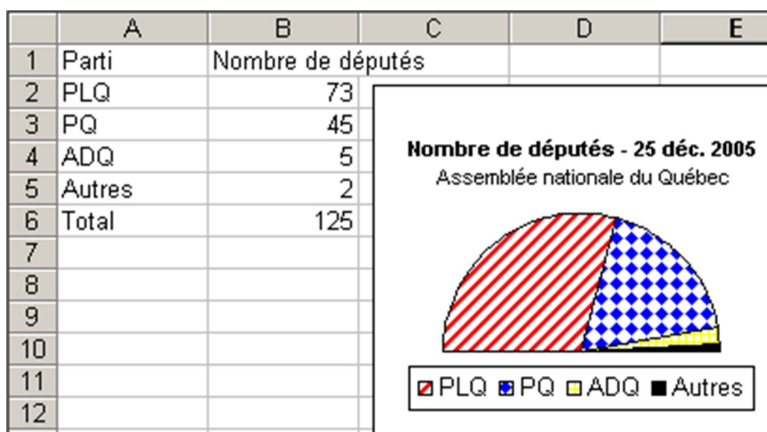 A B C D E
1 Parti Nombre de députés
2 PLQ 73
3 PQ 45
4 ADQ 5
5 Autres 2
6 Total 125
7
8
9
10
11
12
Nombre de députés - 25 déc. 2005
Assemblée nationale du Québec
PLQ PQ ADQ Autres